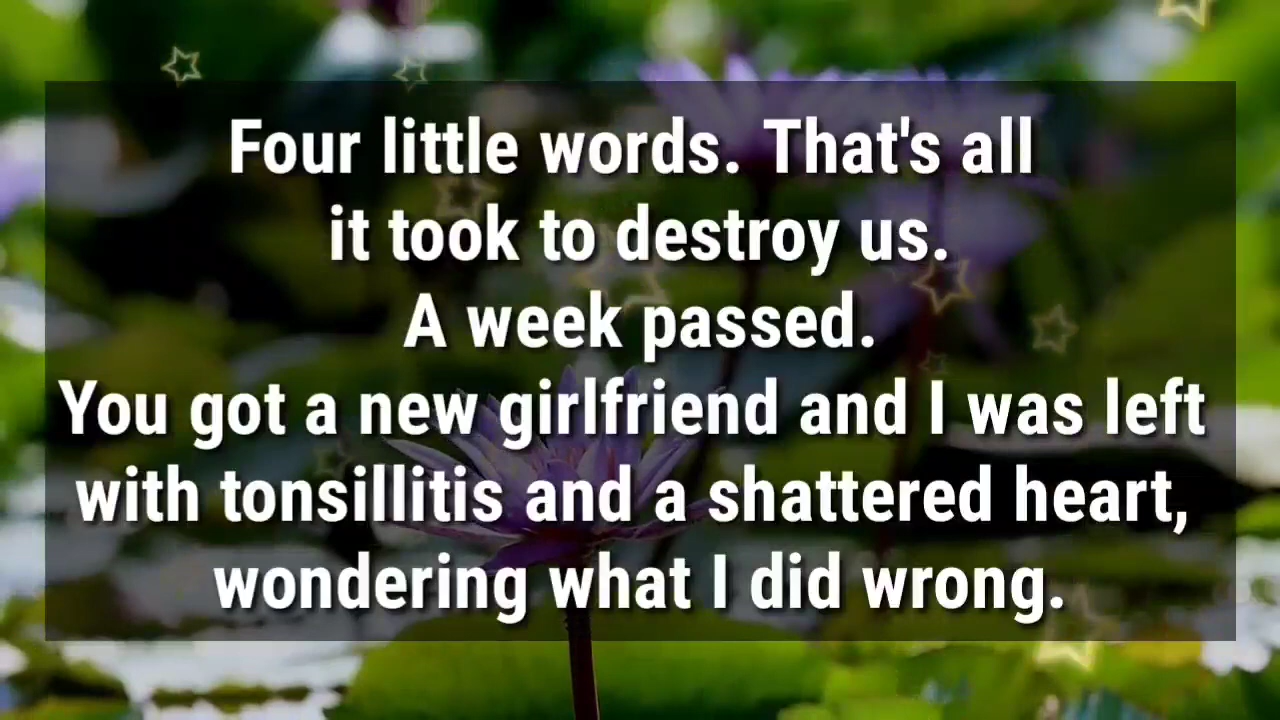 Four little words. That's all
it took to destroy us.
A week passed.
You got a new girlfriend and I was left
with tonsillitis and a shattered heart,
wondering what I did wrong.